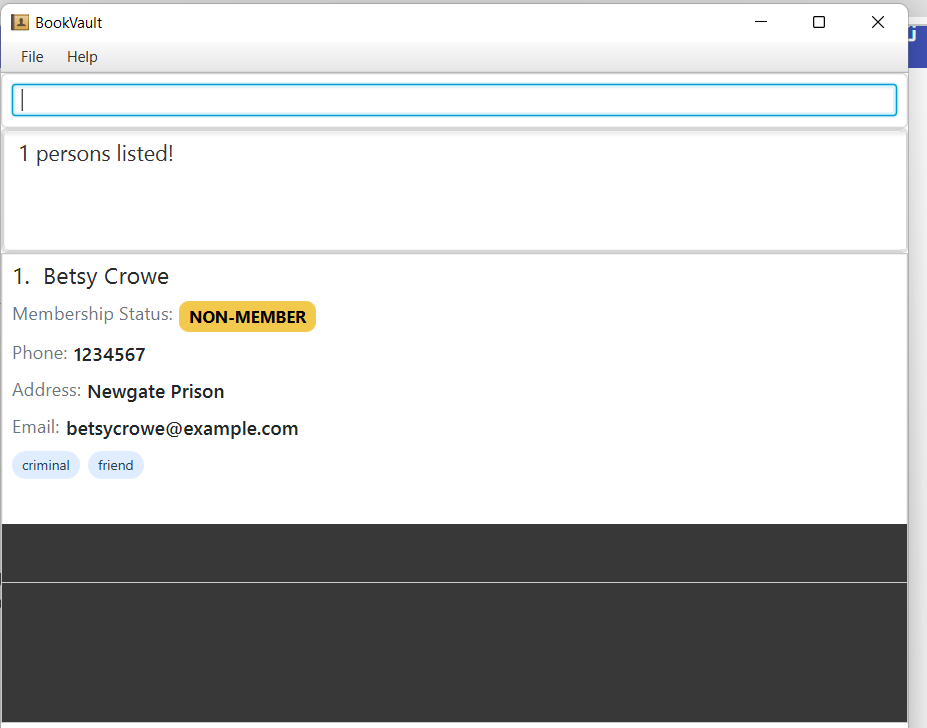 BookVault
File Help
1 persons listed!
1. Betsy Crowe
Membership Status: NON-MEMBER
Phone: 1234567
Address: Newgate Prison
Email: betsycrowe@example.com
criminal friend